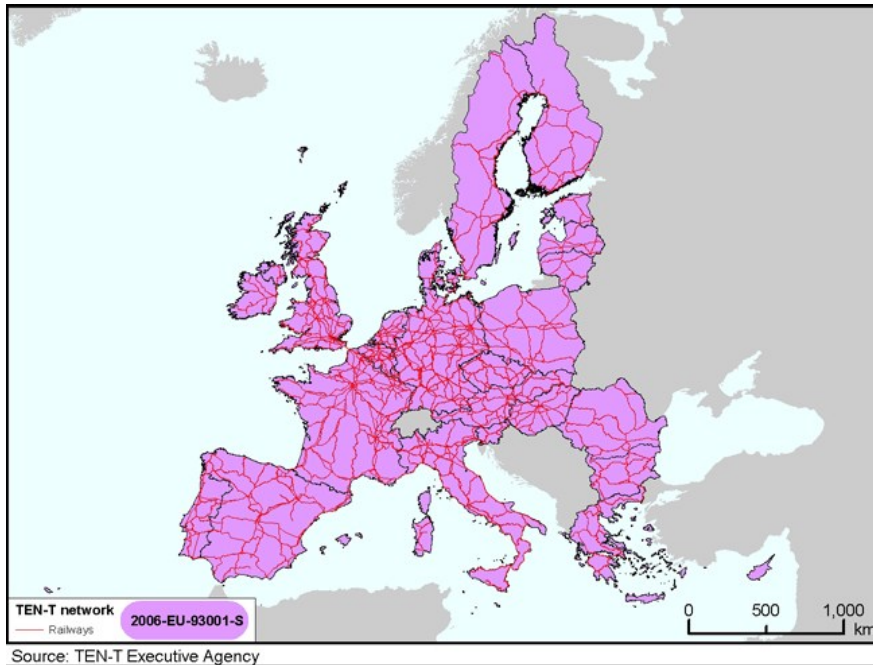 TEN-T network
Railways
2006-EU-93001-S
0 500 1,000
km
Source: TEN-T Executive Agency